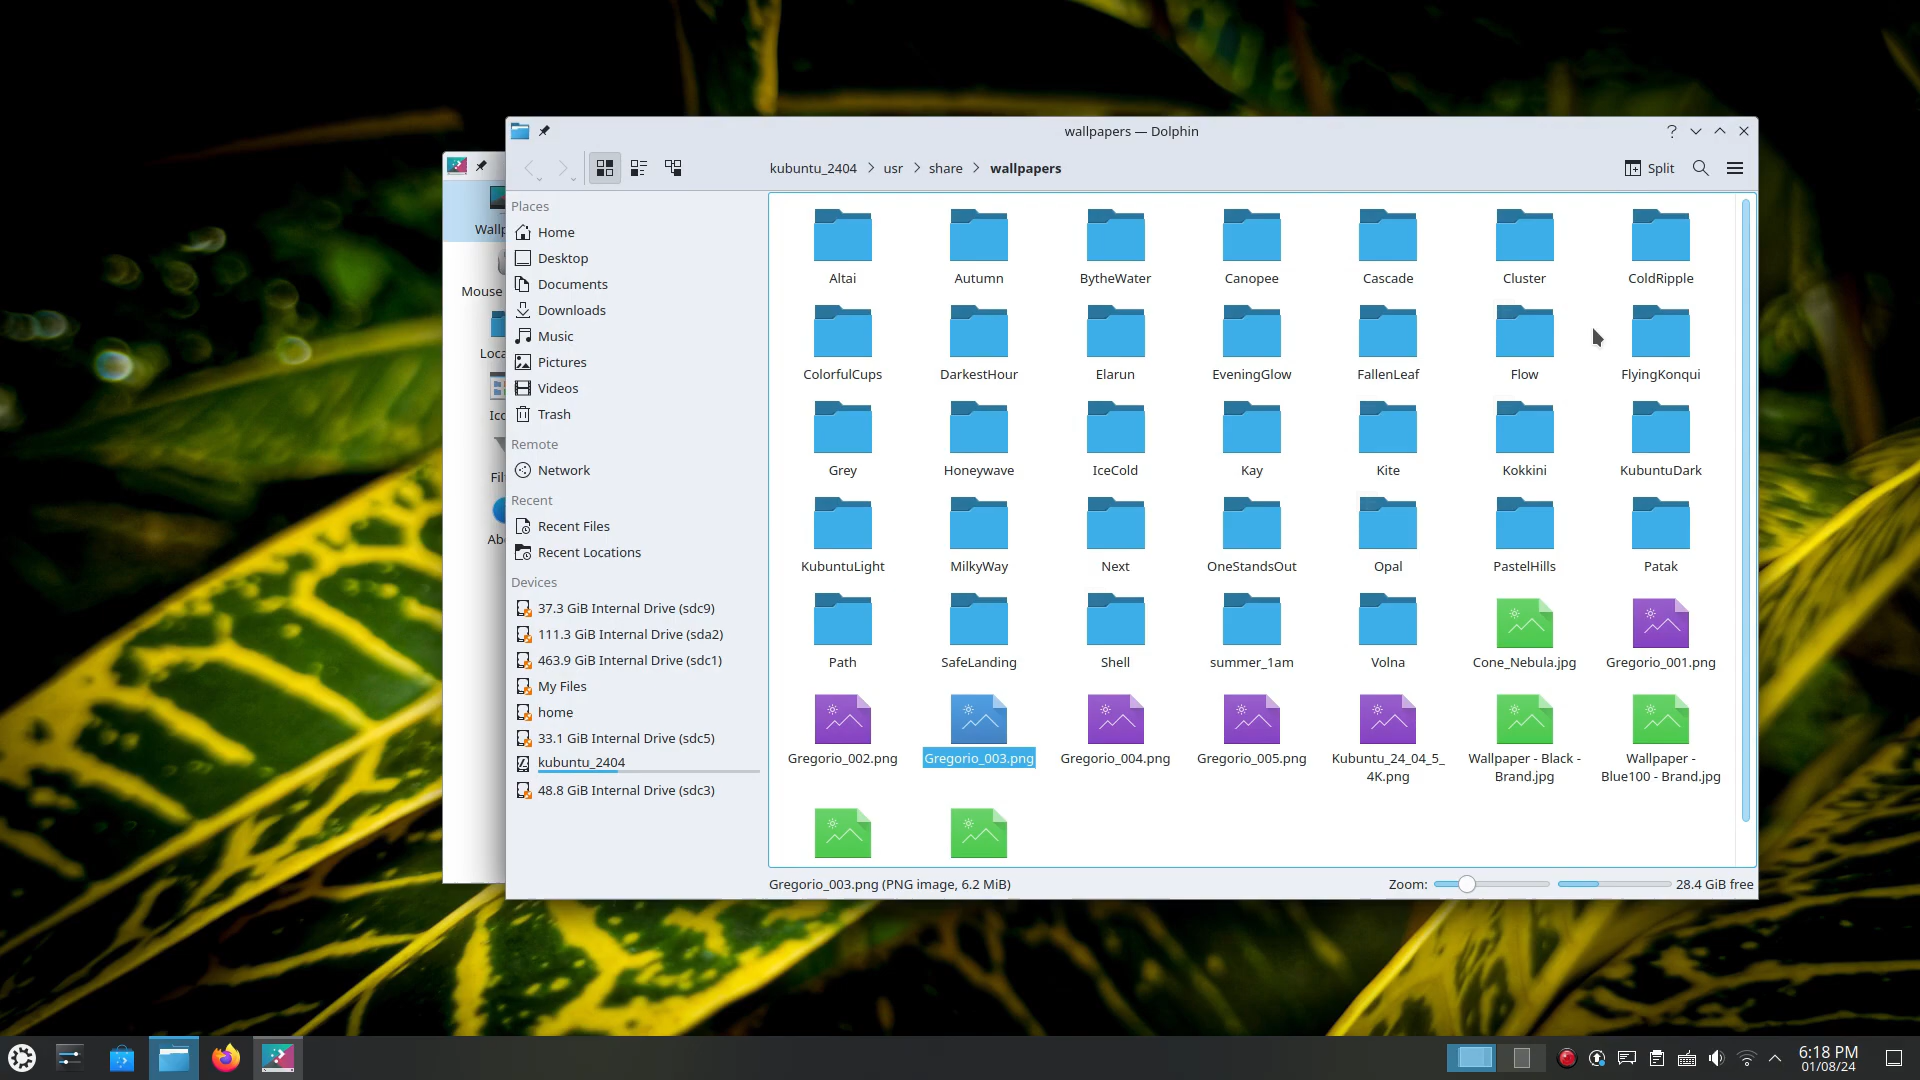 wallpapers — Dolphin
kubuntu_2404 > usr > share > wallpapers
Split
Wallp
Mouse
Loca
Ico
Fil
Ab
Places
Home
Desktop
Documents
Downloads
Music
Pictures
Videos
Trash
Remote
Network
Recent
Recent Files
Recent Locations
Devices
37.3 GiB Internal Drive (sdc9)
111.3 GiB Internal Drive (sda2)
463.9 GiB Internal Drive (sdc1)
My Files
home
33.1 GiB Internal Drive (sdc5)
kubuntu_2404
48.8 GiB Internal Drive (sdc3)
Altai Autumn BytheWater Canopee Cascade Cluster ColdRipple
ColorfulCups DarkestHour Elarun EveningGlow FallenLeaf Flow FlyingKonqui
Grey Honeywave IceCold Kay Kite Kokkini KubuntuDark
KubuntuLight MilkyWay Next OneStandsOut Opal PastelHills Patak
Path SafeLanding Shell summer_1am Volna Cone_Nebula.jpg Gregorio_001.png
Gregorio_002.png Gregorio_003.png Gregorio_004.png Gregorio_005.png Kubuntu_24_04_5_ Wallpaper - Black - Wallpaper -
4K.png Brand.jpg Blue100 - Brand.jpg
Gregorio_003.png (PNG image, 6.2 MiB)
Zoom:
28.4 GiB free
6:18 PM
01/08/24